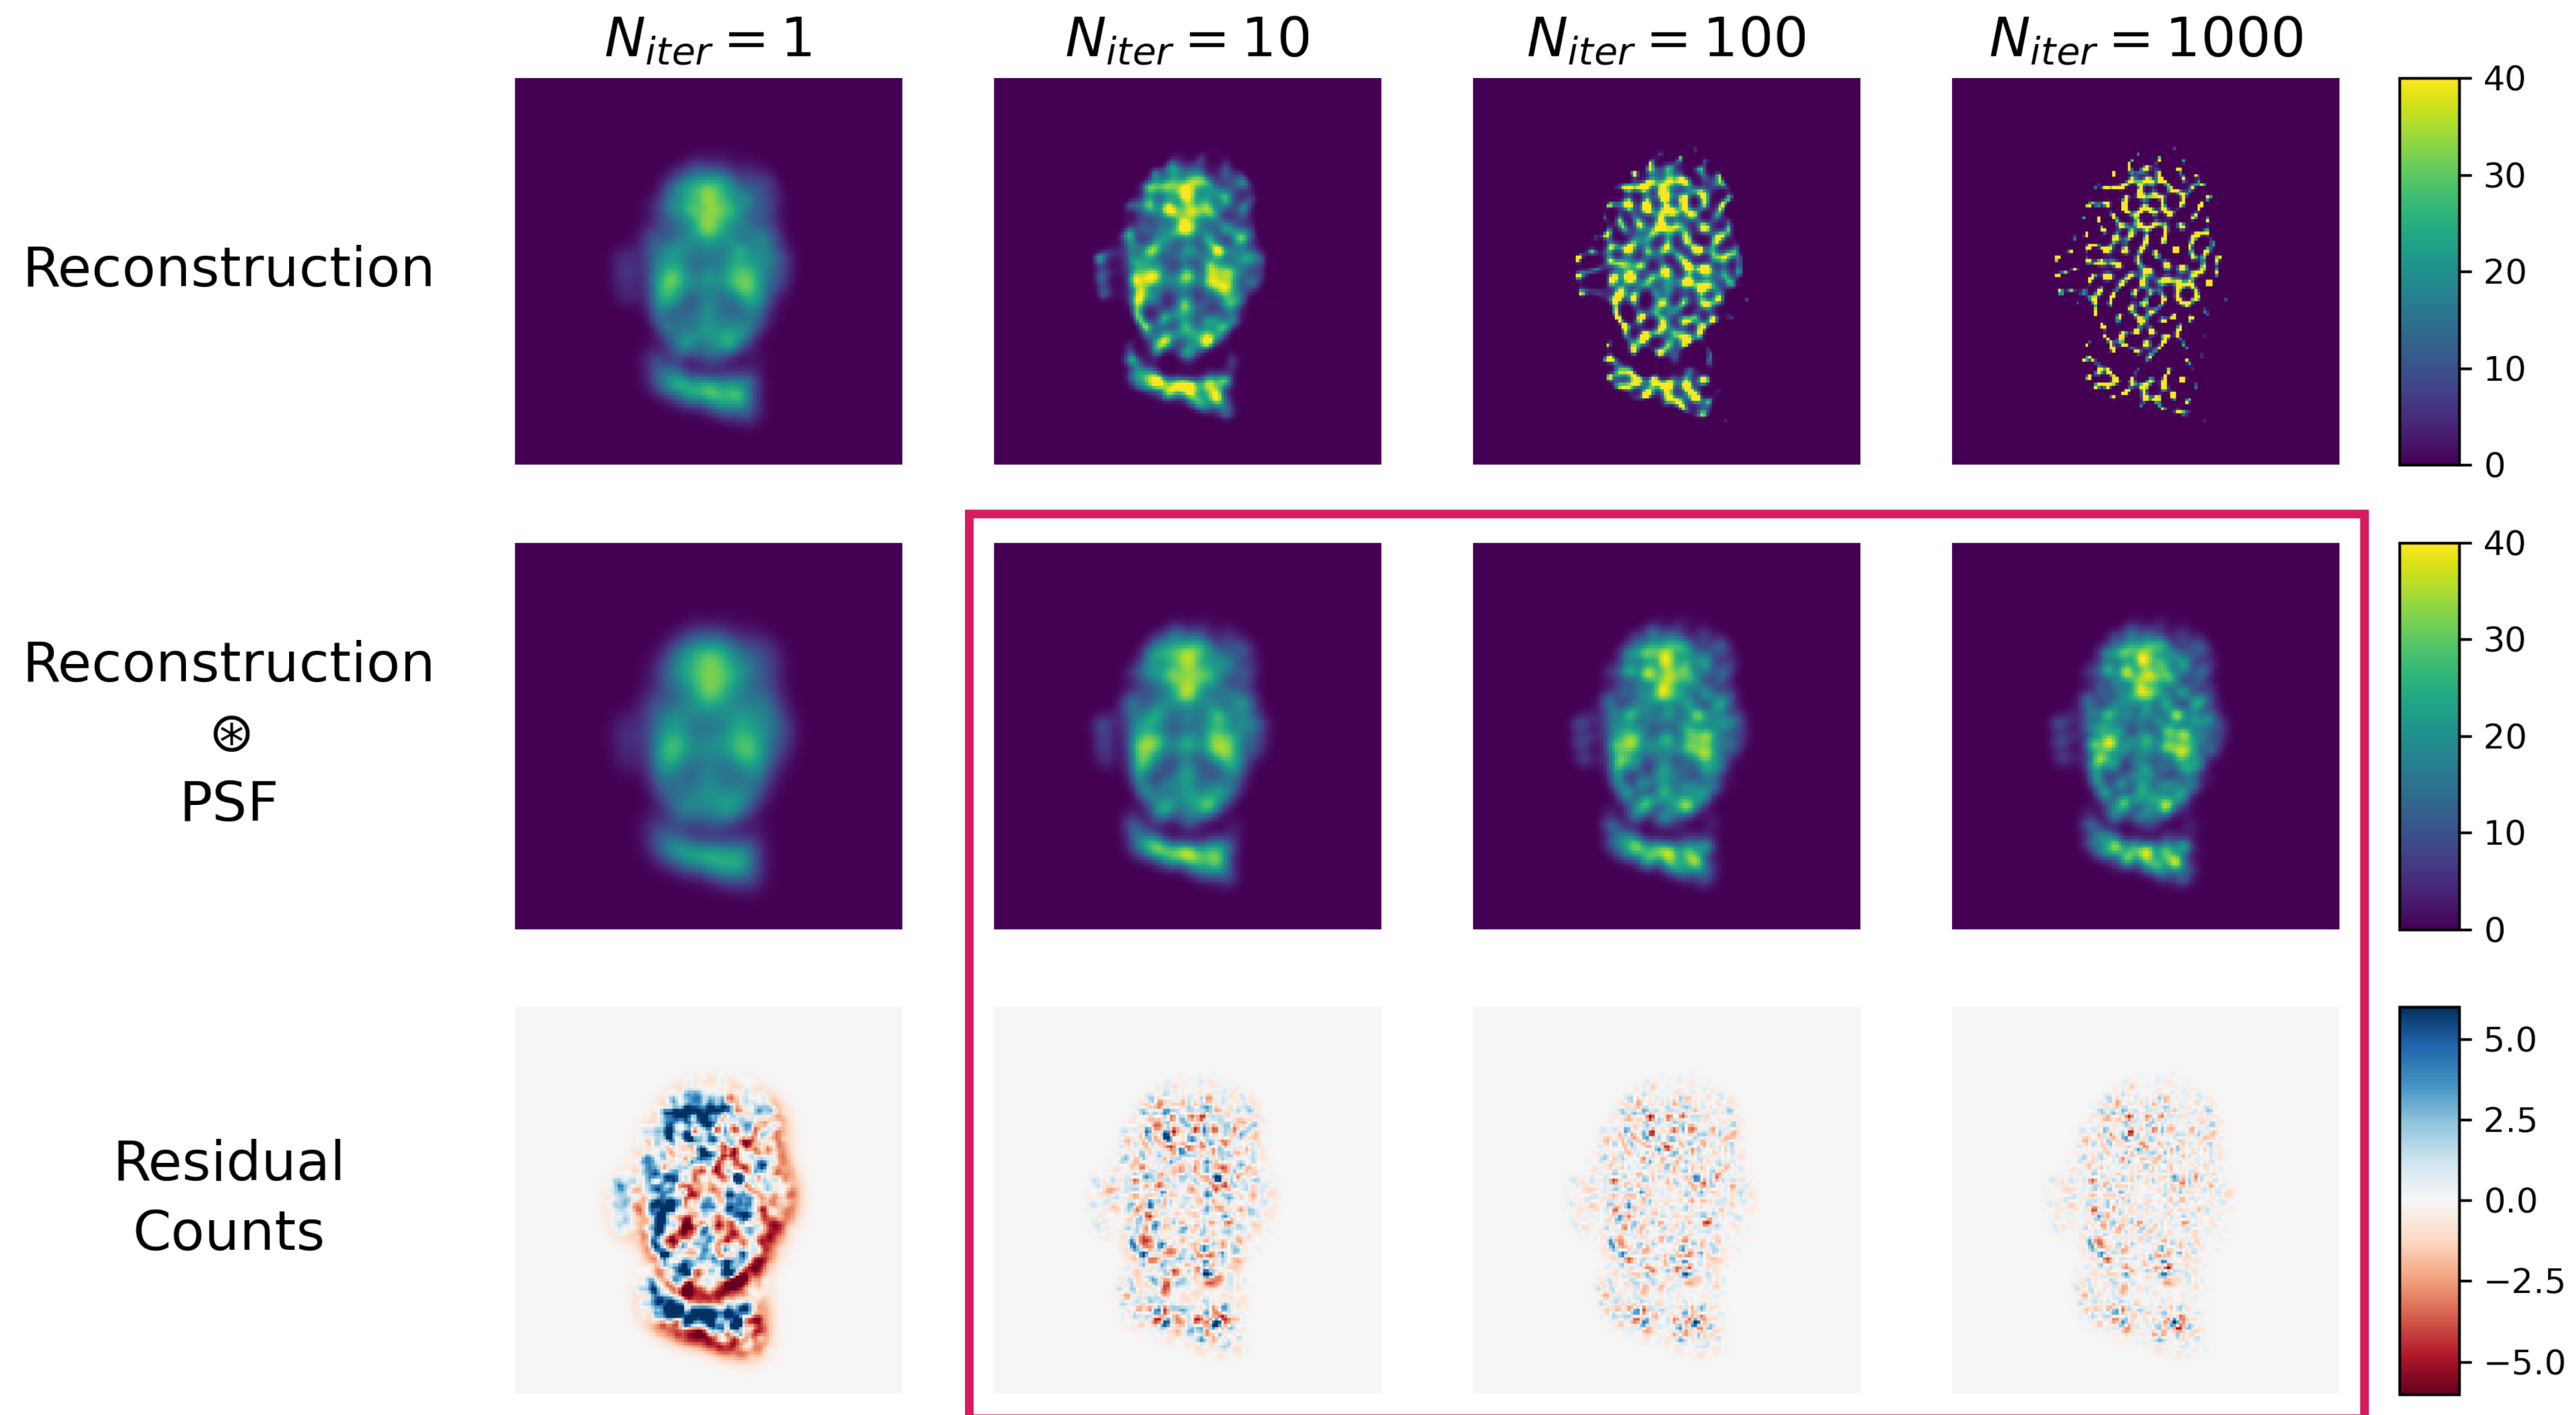 N_iter = 1
N_iter = 10
N_iter = 100
N_iter = 1000
Reconstruction
40
30
20
10
0
Reconstruction
⊛
PSF
40
30
20
10
0
Residual
Counts
5.0
2.5
0.0
−2.5
−5.0